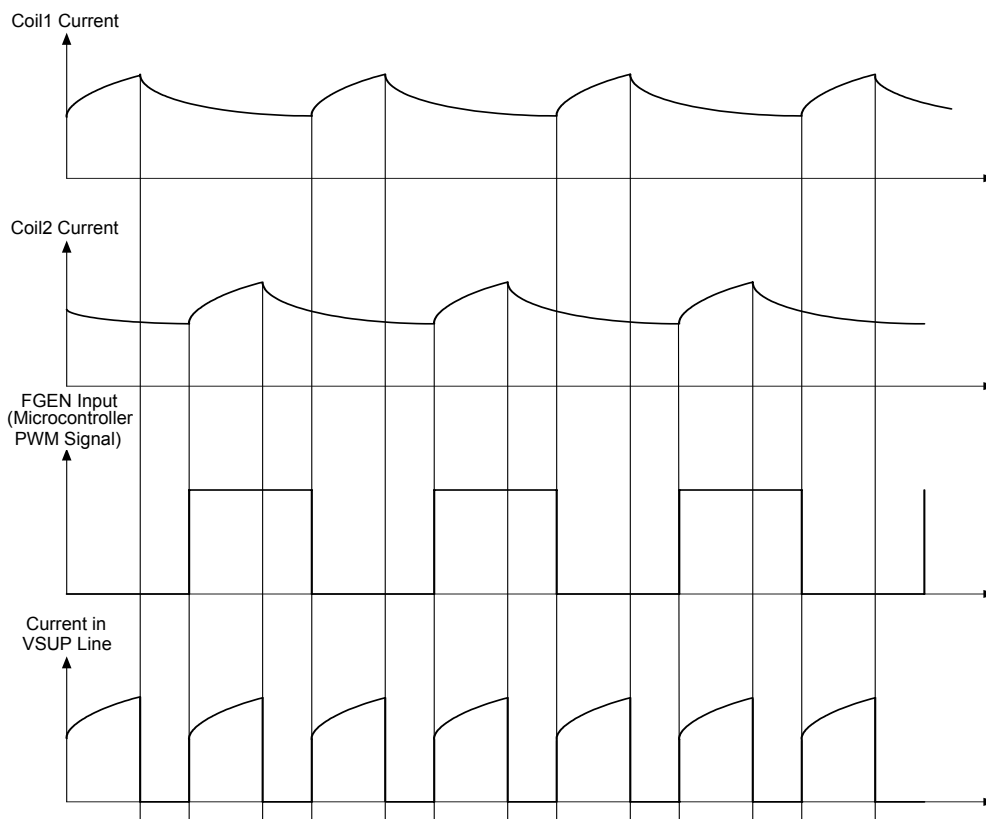 Coil1 Current
Coil2 Current
FGEN Input
(Microcontroller
PWM Signal)
Current in
VSUP Line